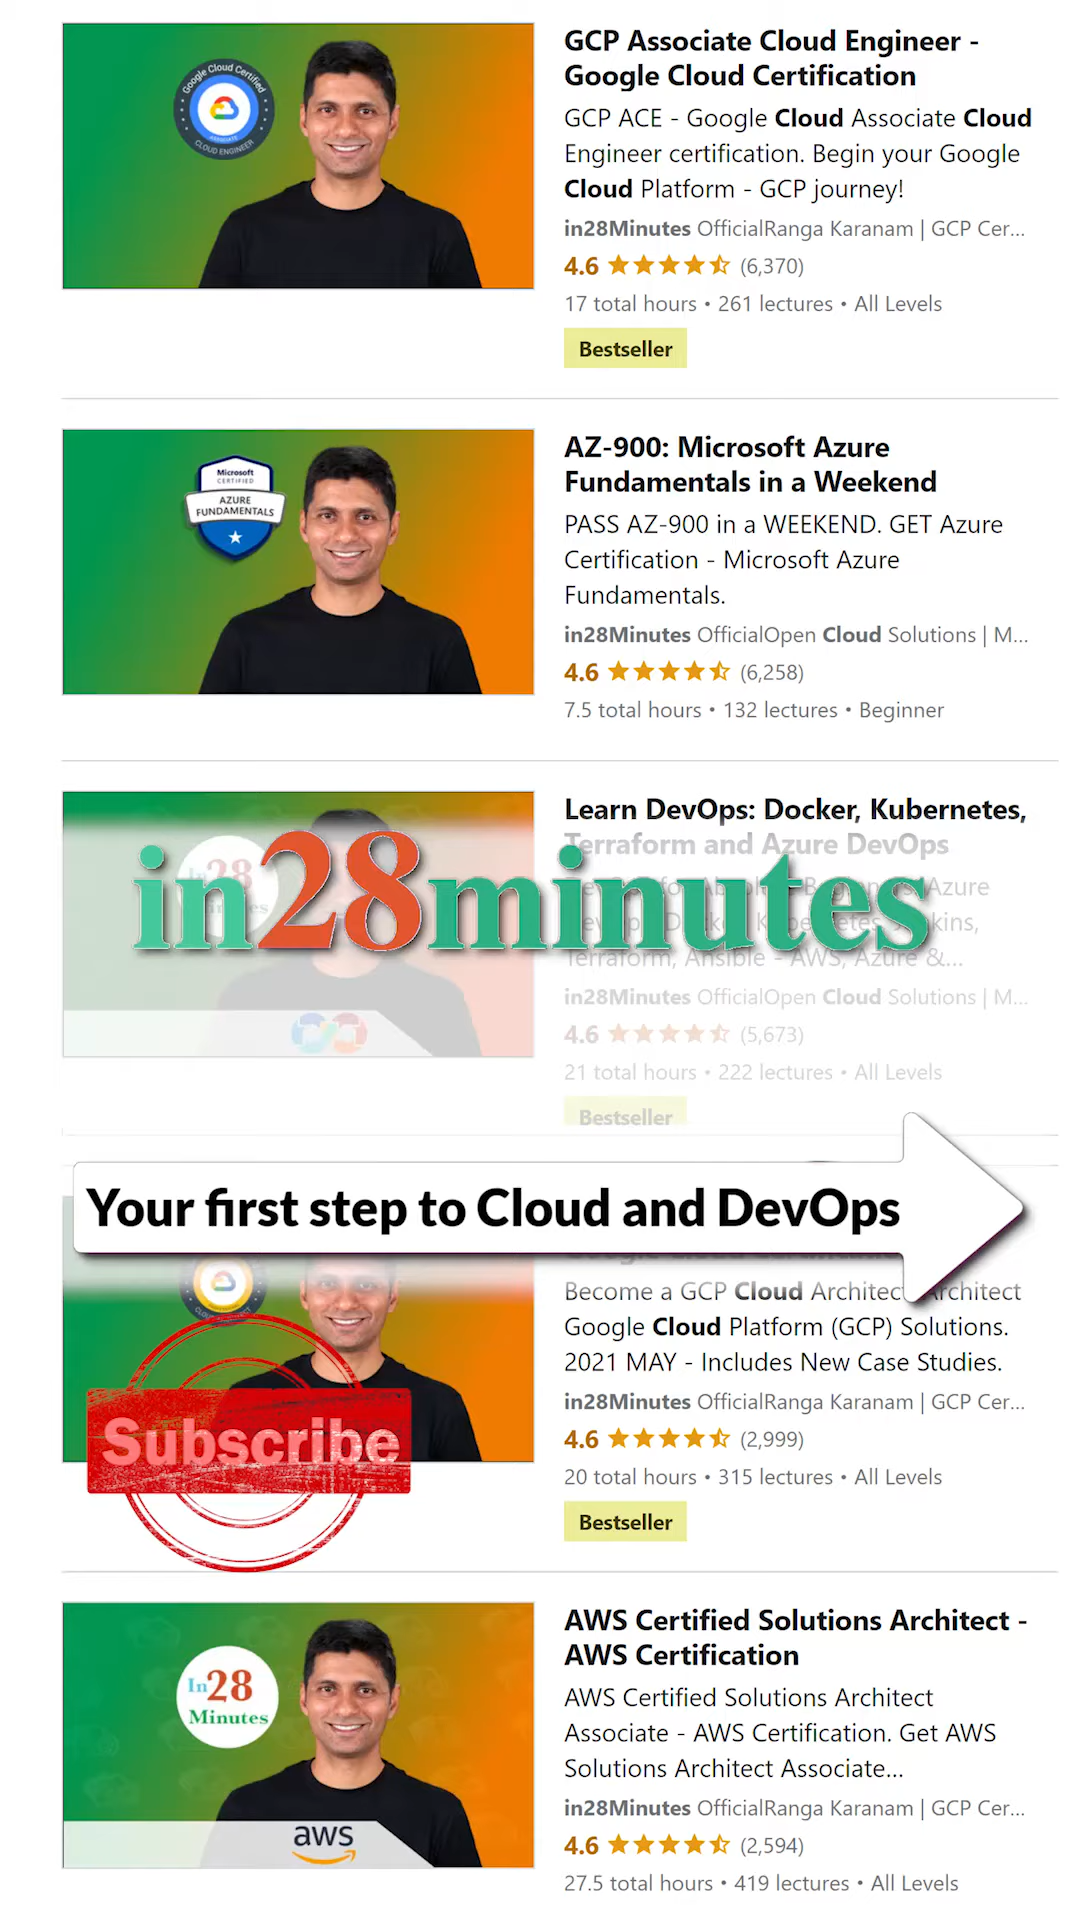 GCP Associate Cloud Engineer -
Google Cloud Certification
GCP ACE - Google Cloud Associate Cloud
Engineer certification. Begin your Google
Cloud Platform - GCP journey!
in28Minutes OfficialRanga Karanam | GCP Cer...
4.6 (6,370)
17 total hours • 261 lectures • All Levels
Bestseller
Google Cloud Certified
ASSOCIATE
CLOUD ENGINEER
AZ-900: Microsoft Azure
Fundamentals in a Weekend
PASS AZ-900 in a WEEKEND. GET Azure
Certification - Microsoft Azure
Fundamentals.
in28Minutes OfficialOpen Cloud Solutions | M...
4.6 (6,258)
7.5 total hours • 132 lectures • Beginner
Microsoft
CERTIFIED
AZURE
FUNDAMENTALS
Learn DevOps: Docker, Kubernetes,
Terraform and Azure DevOps
in28minutes
Azure
Terraform, Ansible - AWS, Azure &...
in28Minutes OfficialOpen Cloud Solutions | M...
4.6 (5,673)
21 total hours • 222 lectures • All Levels
Bestseller
Your first step to Cloud and DevOps
Become a GCP Cloud Architect Architect
Google Cloud Platform (GCP) Solutions.
2021 MAY - Includes New Case Studies.
in28Minutes OfficialRanga Karanam | GCP Cer...
4.6 (2,999)
20 total hours • 315 lectures • All Levels
Bestseller
Subscribe
AWS Certified Solutions Architect -
AWS Certification
AWS Certified Solutions Architect
Associate - AWS Certification. Get AWS
Solutions Architect Associate...
in28Minutes OfficialRanga Karanam | GCP Cer...
4.6 (2,594)
27.5 total hours • 419 lectures • All Levels
In28
Minutes
aws